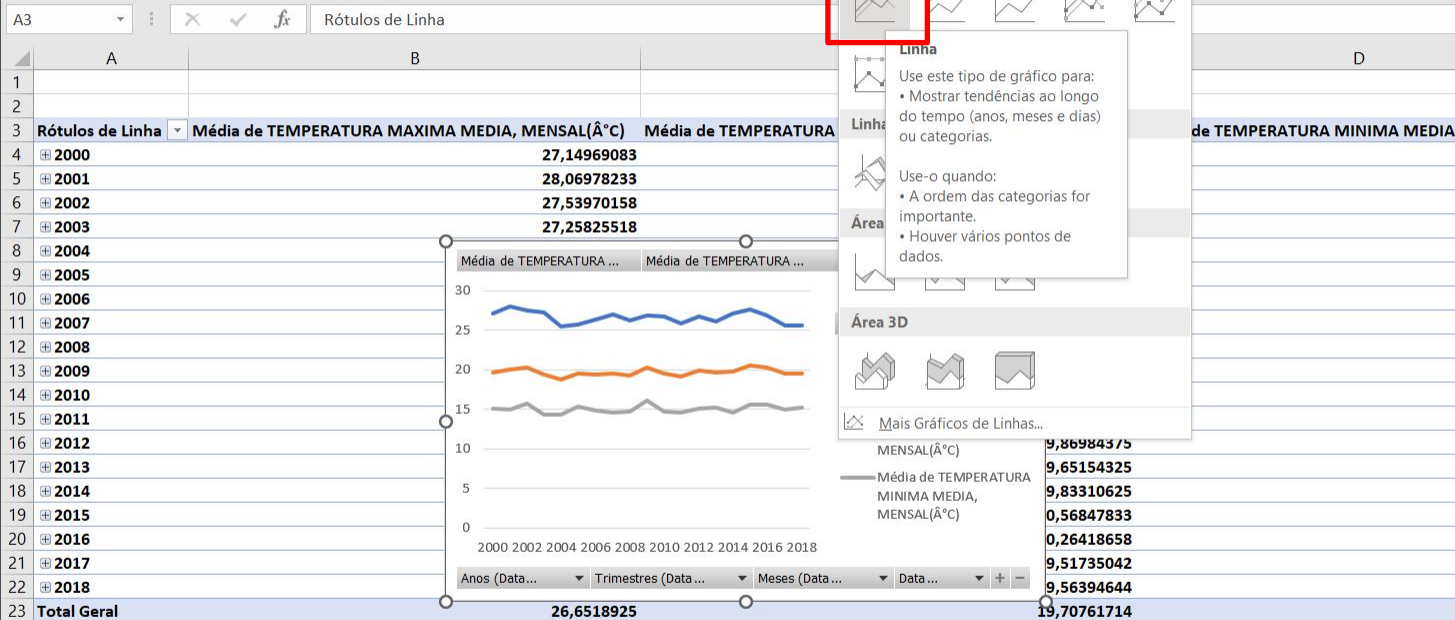 A3
fx
Rótulos de Linha
A
B
D
1
2
3 Rótulos de Linha Média de TEMPERATURA MAXIMA MEDIA, MENSAL(Â°C) Média de TEMPERATURA de TEMPERATURA MINIMA MEDIA
4 2000 27,14969083
5 2001 28,06978233
6 2002 27,53970158
7 2003 27,25825518
8 2004
9 2005
10 2006
11 2007
12 2008
13 2009
14 2010
15 2011
16 2012 9,86984375
17 2013 9,65154325
18 2014 9,83310625
19 2015 0,56847833
20 2016 0,26418658
21 2017 9,51735042
22 2018 9,56394644
23 Total Geral 26,6518925 19,70761714
Linha
Use este tipo de gráfico para:
• Mostrar tendências ao longo
do tempo (anos, meses e dias)
ou categorias.
Use-o quando:
• A ordem das categorias for
importante.
• Houver vários pontos de
dados.
Linha
Área
Área 3D
Mais Gráficos de Linhas...
Média de TEMPERATURA ... Média de TEMPERATURA ...
30
25
20
15
10
5
0
2000 2002 2004 2006 2008 2010 2012 2014 2016 2018
MENSAL(Â°C)
Média de TEMPERATURA
MINIMA MEDIA,
MENSAL(Â°C)
Anos (Data... Trimestres (Data ... Meses (Data ... Data ... + −